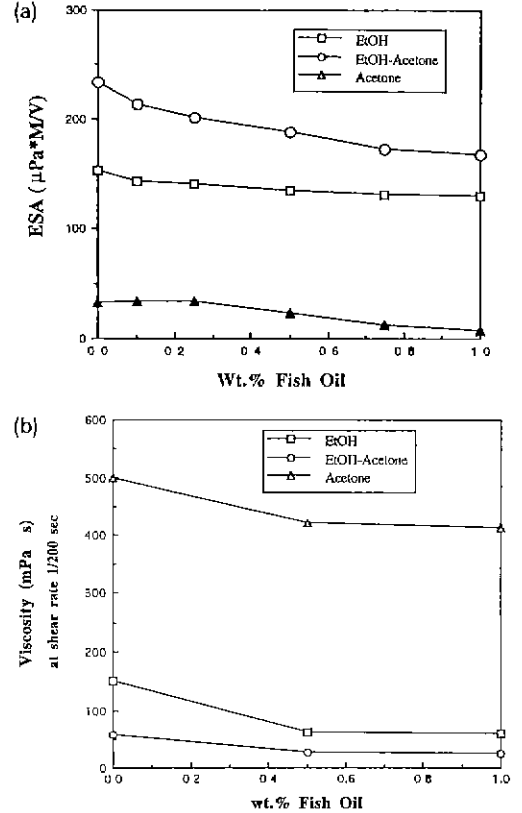 (a)
300
200
100
0
ESA (µPa*M/V)
EtOH
EtOH-Acetone
Acetone
0 0 0 2 0 4 0 6 0 8 1.0
Wt.% Fish Oil
(b)
600
500
400
300
200
100
0
Viscosity (mPa s)
at shear rate 1/200 sec
EtOH
EtOH-Acetone
Acetone
0.0 0.2 0 4 0.6 0.8 1.0
wt.% Fish Oil